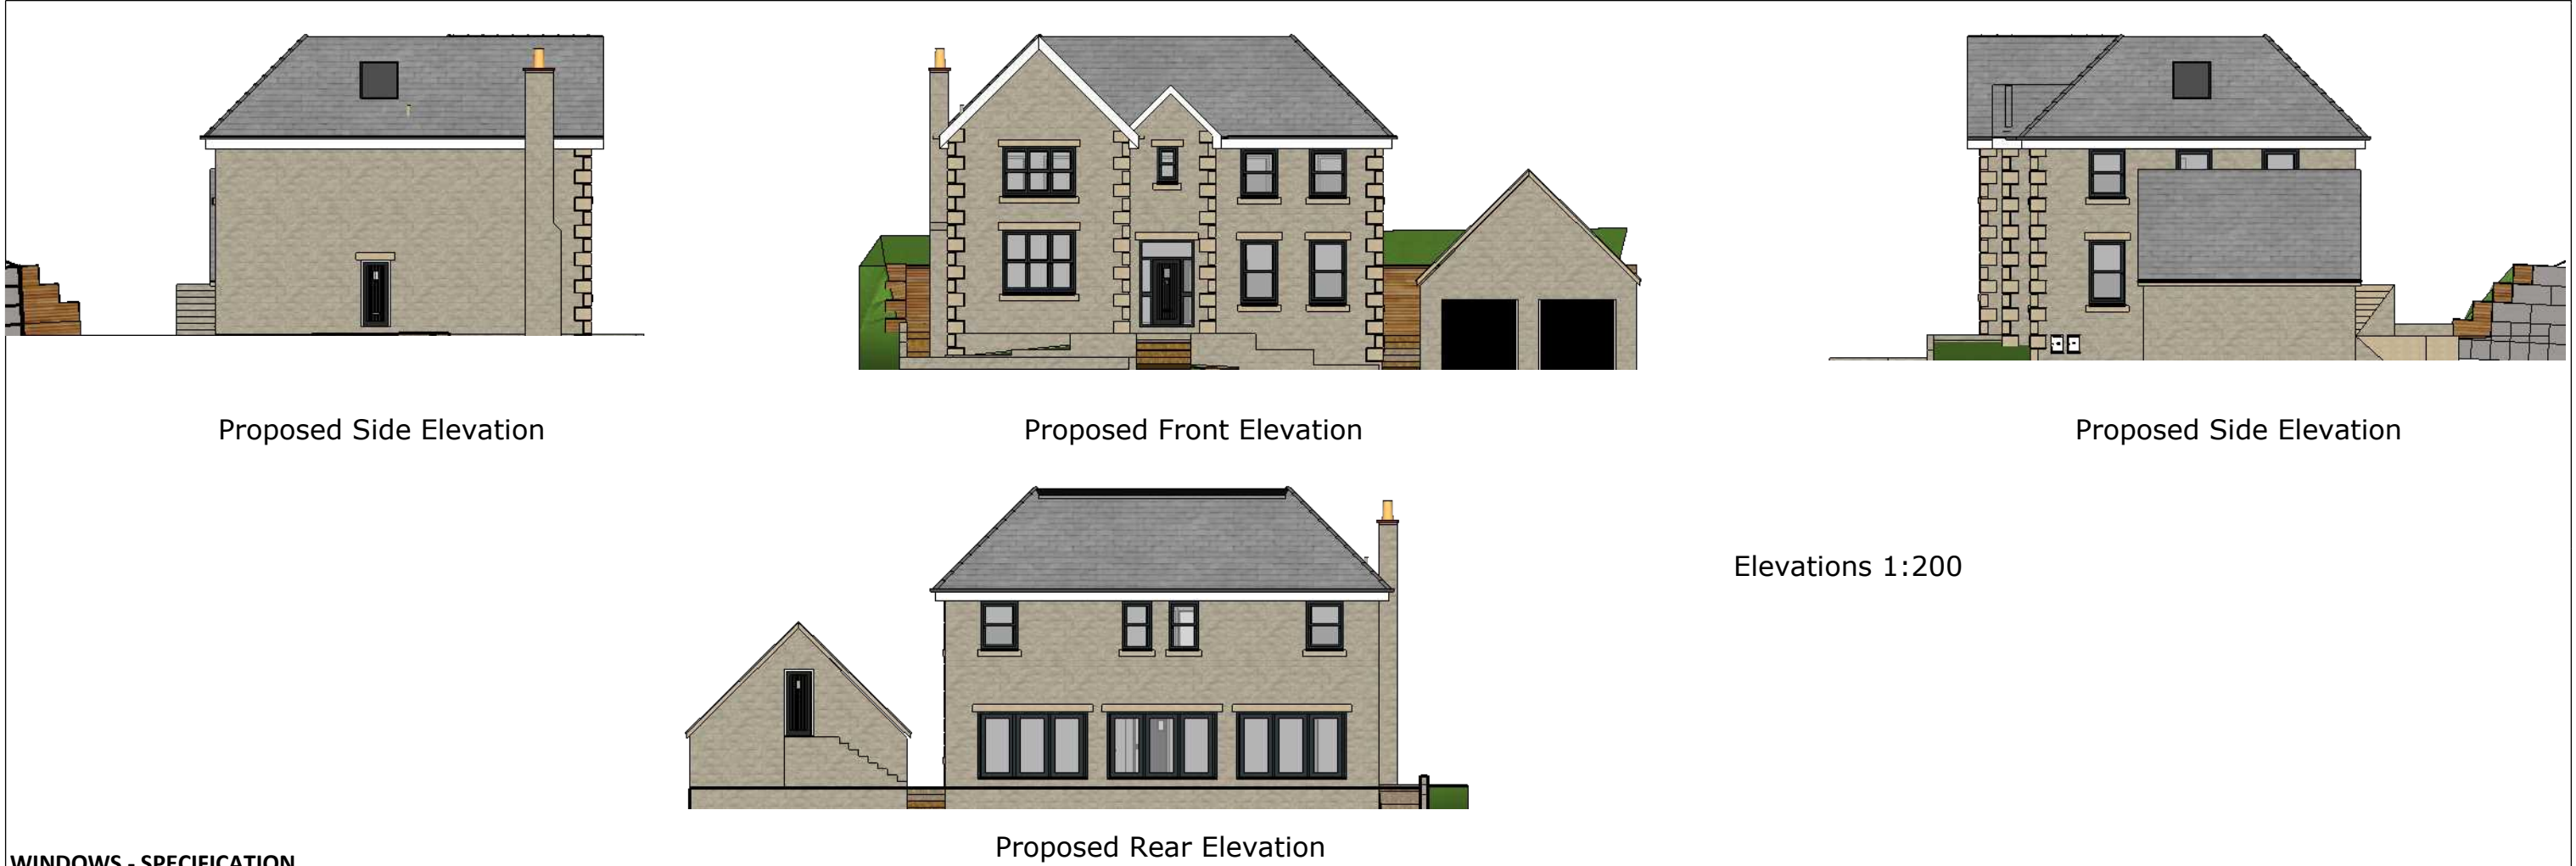 Proposed Side Elevation
Proposed Front Elevation
Proposed Side Elevation
Elevations 1:200
Proposed Rear Elevation
WINDOWS - SPECIFICATION